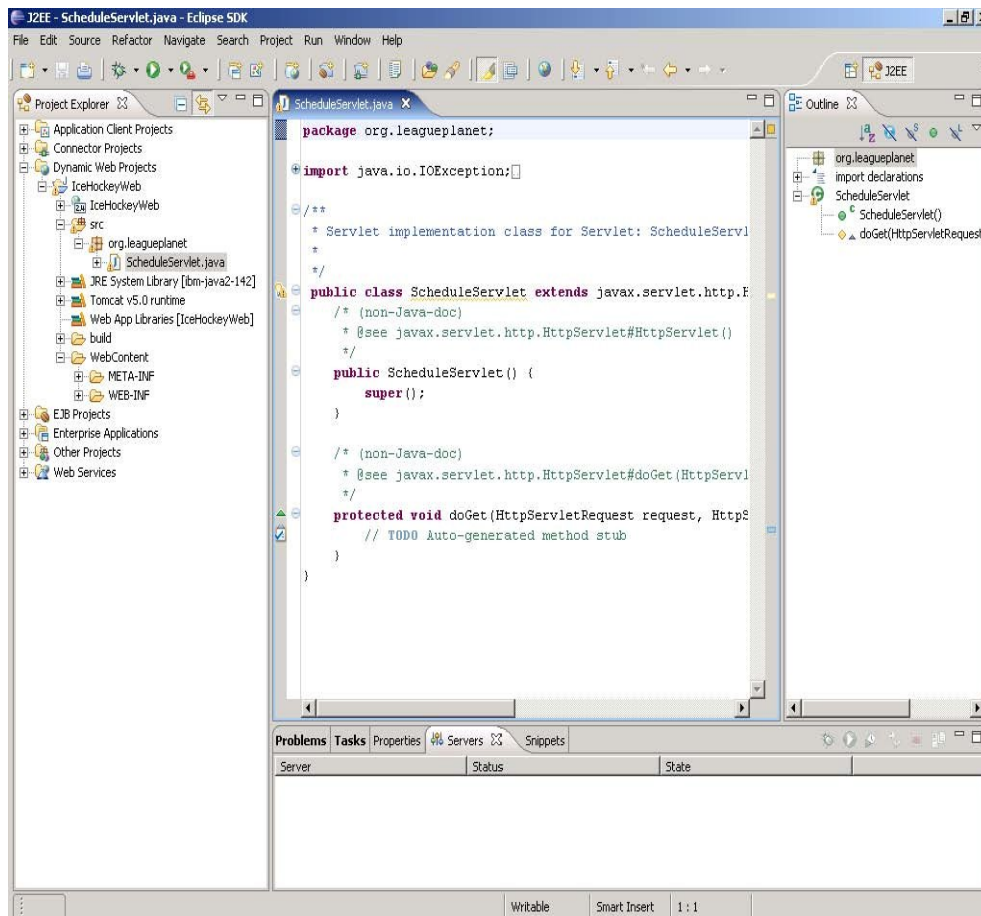 J2EE - ScheduleServlet.java - Eclipse SDK
File Edit Source Refactor Navigate Search Project Run Window Help
J2EE
Project Explorer
Application Client Projects
Connector Projects
Dynamic Web Projects
IceHockeyWeb
IceHockeyWeb
src
org.leagueplanet
ScheduleServlet.java
JRE System Library [ibm-java2-142]
Tomcat v5.0 runtime
Web App Libraries [IceHockeyWeb]
build
WebContent
META-INF
WEB-INF
EJB Projects
Enterprise Applications
Other Projects
Web Services
ScheduleServlet.java
package org.leagueplanet;
import java.io.IOException;
/**
* Servlet implementation class for Servlet: ScheduleServl
*
*/
public class ScheduleServlet extends javax.servlet.http.H
/* (non-Java-doc)
* @see javax.servlet.http.HttpServlet#HttpServlet()
*/
public ScheduleServlet() {
super();
}
/* (non-Java-doc)
* @see javax.servlet.http.HttpServlet#doGet(HttpServl
*/
protected void doGet(HttpServletRequest request, HttpS
// TODO Auto-generated method stub
}
}
Outline
org.leagueplanet
import declarations
ScheduleServlet
ScheduleServlet()
doGet(HttpServletRequest
Problems Tasks Properties Servers Snippets
Server Status State
Writable Smart Insert 1 : 1